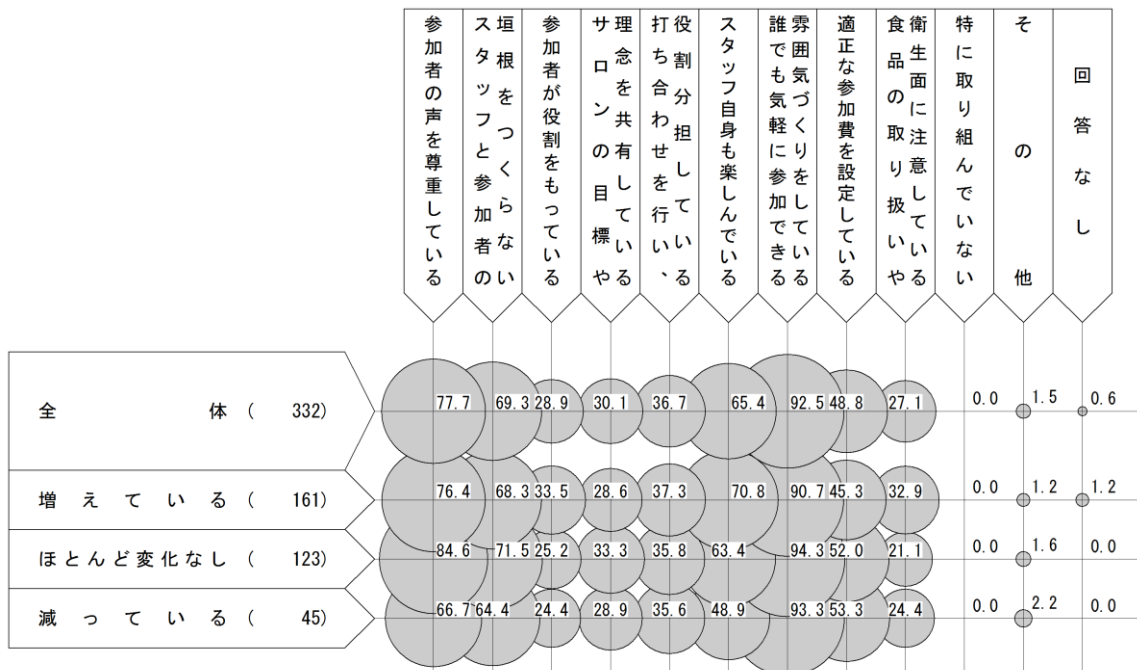 参加者の声を尊重している
スタッフと参加者の
垣根をつくらない
参加者が役割をもっている
サロンの目標や
理念を共有している
打ち合わせを行い、
役割分担している
スタッフ自身も楽しんでいる
誰でも気軽に参加できる
雰囲気づくりをしている
適正な参加費を設定している
食品の取り扱いや
衛生面に注意している
特に取り組んでいない
その他
回答なし
全体(332) 77.7 69.3 28.9 30.1 36.7 65.4 92.5 48.8 27.1 0.0 1.5 0.6
増えている(161) 76.4 68.3 33.5 28.6 37.3 70.8 90.7 45.3 32.9 0.0 1.2 1.2
ほとんど変化なし(123) 84.6 71.5 25.2 33.3 35.8 63.4 94.3 52.0 21.1 0.0 1.6 0.0
減っている(45) 66.7 64.4 24.4 28.9 35.6 48.9 93.3 53.3 24.4 0.0 2.2 0.0